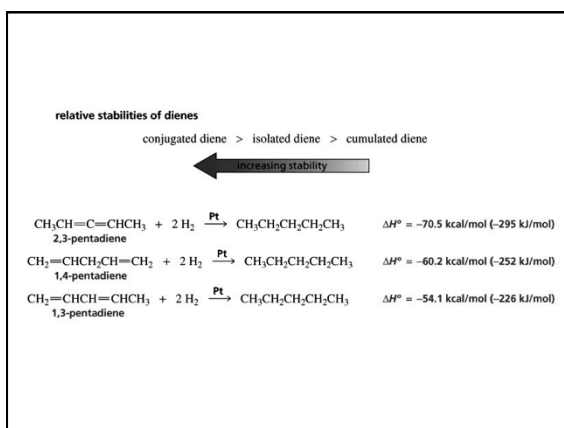 relative stabilities of dienes
conjugated diene > isolated diene > cumulated diene
increasing stability
CH₃CH=C=CHCH₃ + 2 H₂ Pt→ CH₃CH₂CH₂CH₂CH₃ ΔH° = −70.5 kcal/mol (−295 kJ/mol)
2,3-pentadiene
CH₂=CHCH₂CH=CH₂ + 2 H₂ Pt→ CH₃CH₂CH₂CH₂CH₃ ΔH° = −60.2 kcal/mol (−252 kJ/mol)
1,4-pentadiene
CH₂=CHCH=CHCH₃ + 2 H₂ Pt→ CH₃CH₂CH₂CH₂CH₃ ΔH° = −54.1 kcal/mol (−226 kJ/mol)
1,3-pentadiene